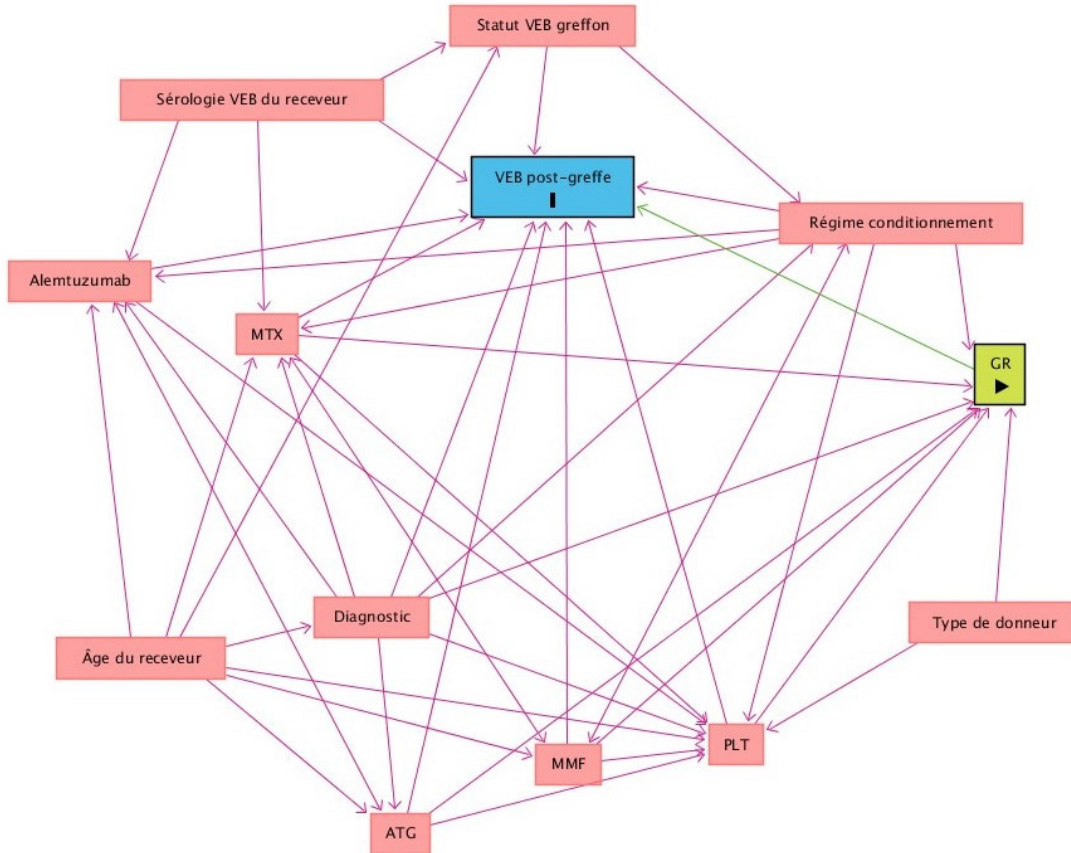 Statut VEB greffon
Sérologie VEB du receveur
VEB post-greffe
Régime conditionnement
Alemtuzumab
MTX
GR
Diagnostic
Type de donneur
Âge du receveur
PLT
MMF
ATG